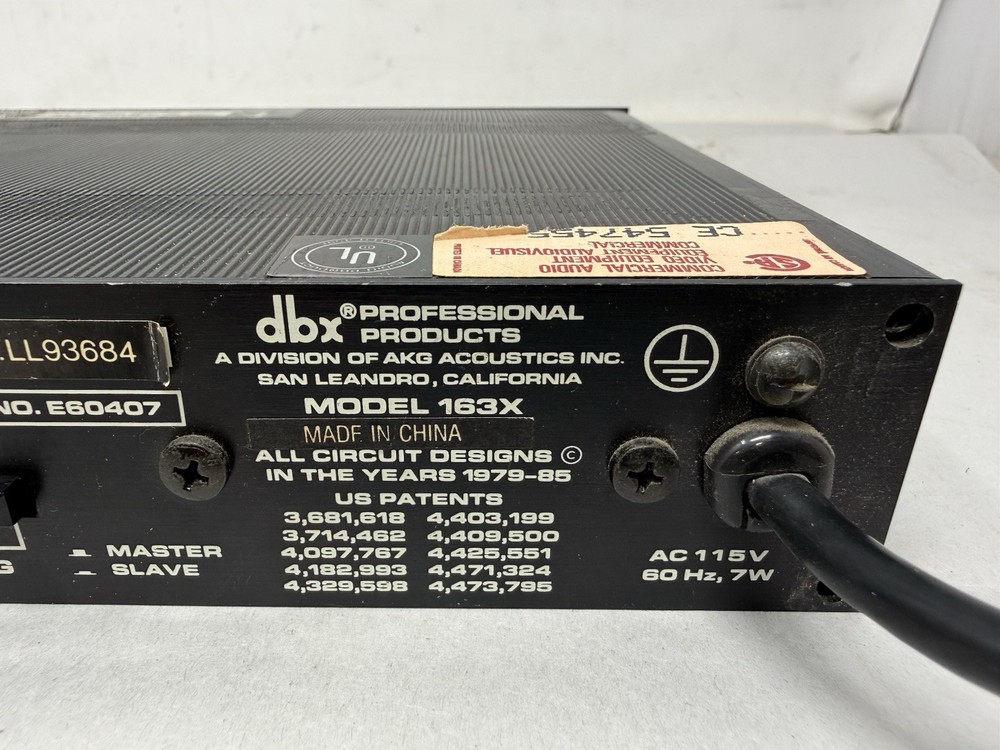 CE 547455
COMMERCIAL AUDIO
VIDEO EQUIPMENT
EQUIPEMENT AUDIOVISUEL
COMMERCIAL
UL
dbx® PROFESSIONAL
PRODUCTS
A DIVISION OF AKG ACOUSTICS INC.
SAN LEANDRO, CALIFORNIA
MODEL 163X
MADE IN CHINA
ALL CIRCUIT DESIGNS ©
IN THE YEARS 1979-85
US PATENTS
3,681,618 4,403,199
3,714,462 4,409,500
4,097,767 4,425,551
4,182,993 4,471,324
4,329,598 4,473,795
.LL93684
NO. E60407
G
MASTER
SLAVE
AC 115V
60 Hz, 7W